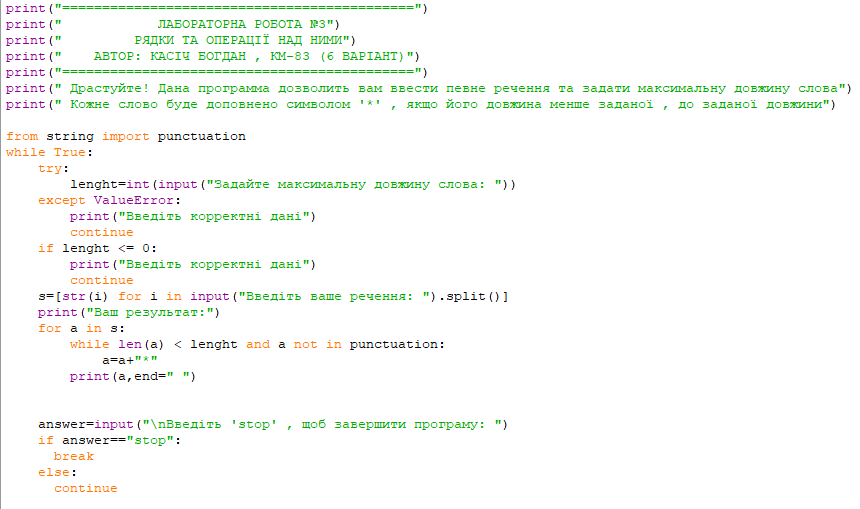 print("============================================")
print("            ЛАБОРАТОРНА РОБОТА №3")
print("         РЯДКИ ТА ОПЕРАЦІЇ НАД НИМИ")
print("    АВТОР: КАСІЧ БОГДАН , КМ-83 (6 ВАРІАНТ)")
print("============================================")
print(" Драстуйте! Дана программа дозволить вам ввести певне речення та задати максимальну довжину слова")
print(" Кожне слово буде доповнено символом '*' , якщо його довжина менше заданої , до заданої довжини")

from string import punctuation
while True:
    try:
        lenght=int(input("Задайте максимальну довжину слова: "))
    except ValueError:
        print("Введіть корректні дані")
        continue
    if lenght <= 0:
        print("Введіть корректні дані")
        continue
    s=[str(i) for i in input("Введіть ваше речення: ").split()]
    print("Ваш результат:")
    for a in s:
        while len(a) < lenght and a not in punctuation:
            a=a+"*"
        print(a,end=" ")


    answer=input("\nВведіть 'stop' , щоб завершити програму: ")
    if answer=="stop":
      break
    else:
      continue